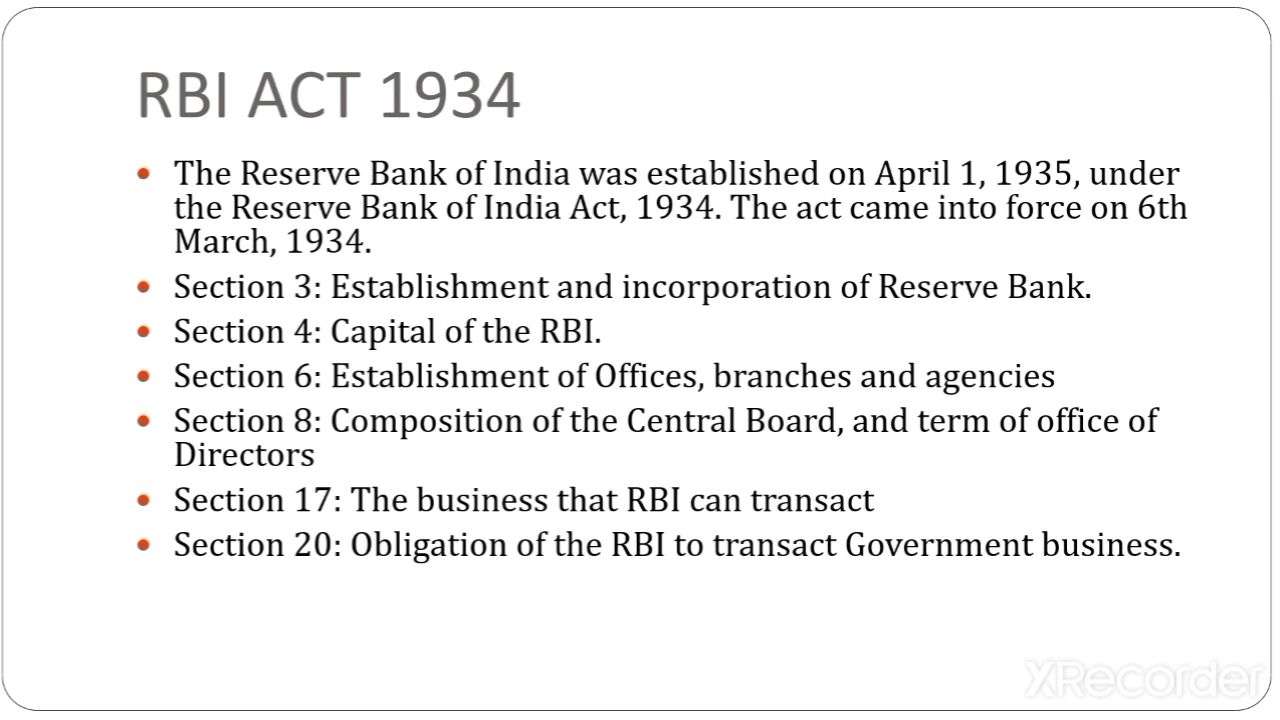 RBI ACT 1934
• The Reserve Bank of India was established on April 1, 1935, under
the Reserve Bank of India Act, 1934. The act came into force on 6th
March, 1934.
• Section 3: Establishment and incorporation of Reserve Bank.
• Section 4: Capital of the RBI.
• Section 6: Establishment of Offices, branches and agencies
• Section 8: Composition of the Central Board, and term of office of
Directors
• Section 17: The business that RBI can transact
• Section 20: Obligation of the RBI to transact Government business.
XRecorder